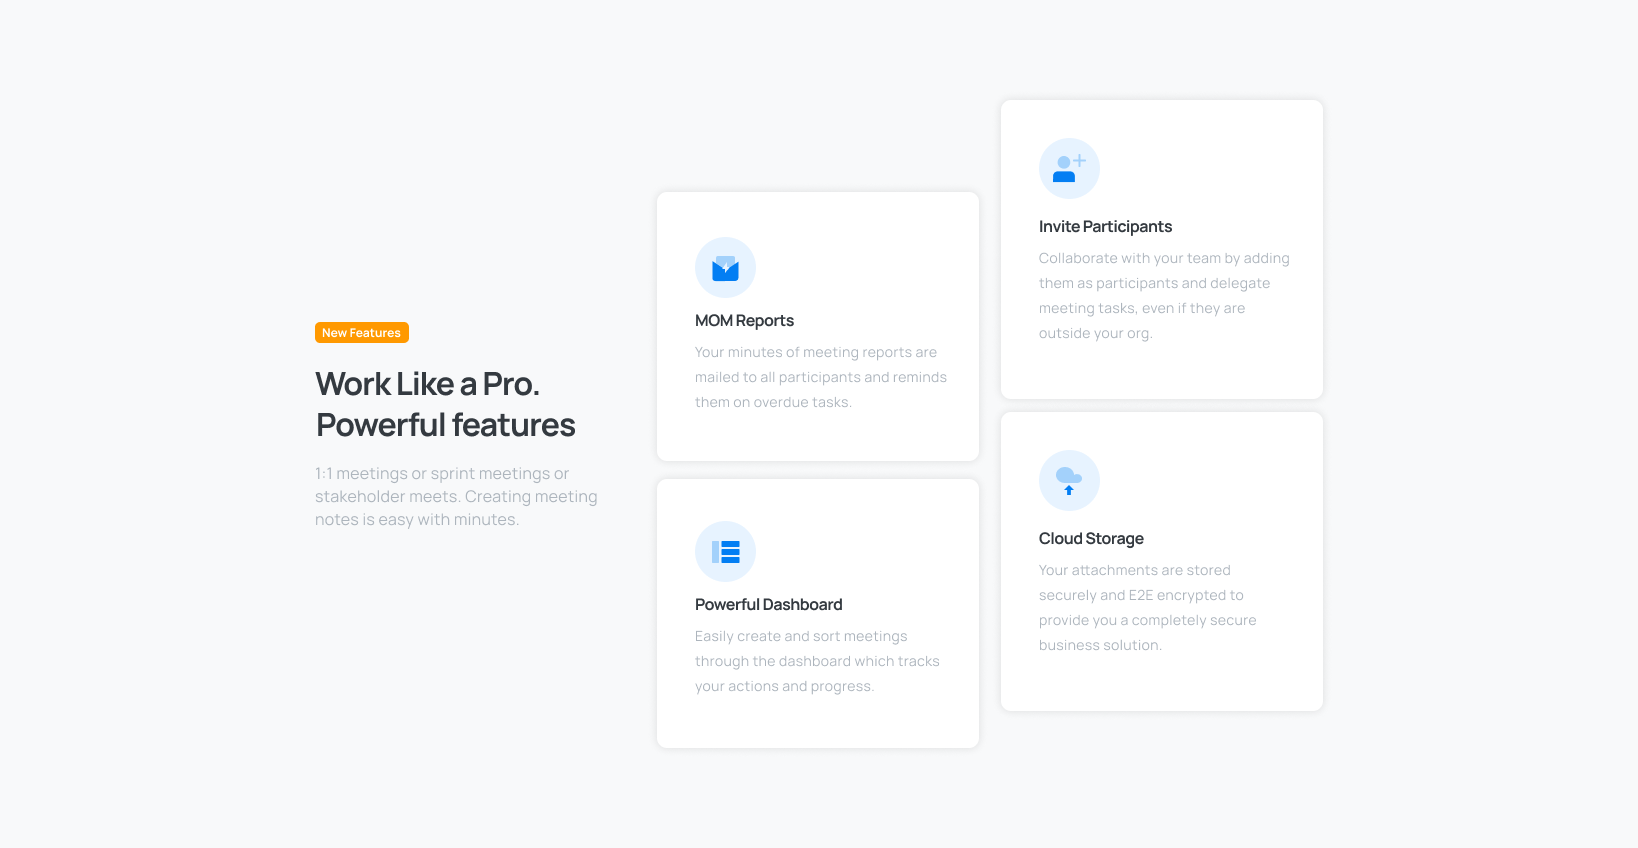 New Features
Work Like a Pro.
Powerful features
1:1 meetings or sprint meetings or
stakeholder meets. Creating meeting
notes is easy with minutes.
MOM Reports
Your minutes of meeting reports are
mailed to all participants and reminds
them on overdue tasks.
Powerful Dashboard
Easily create and sort meetings
through the dashboard which tracks
your actions and progress.
Invite Participants
Collaborate with your team by adding
them as participants and delegate
meeting tasks, even if they are
outside your org.
Cloud Storage
Your attachments are stored
securely and E2E encrypted to
provide you a completely secure
business solution.